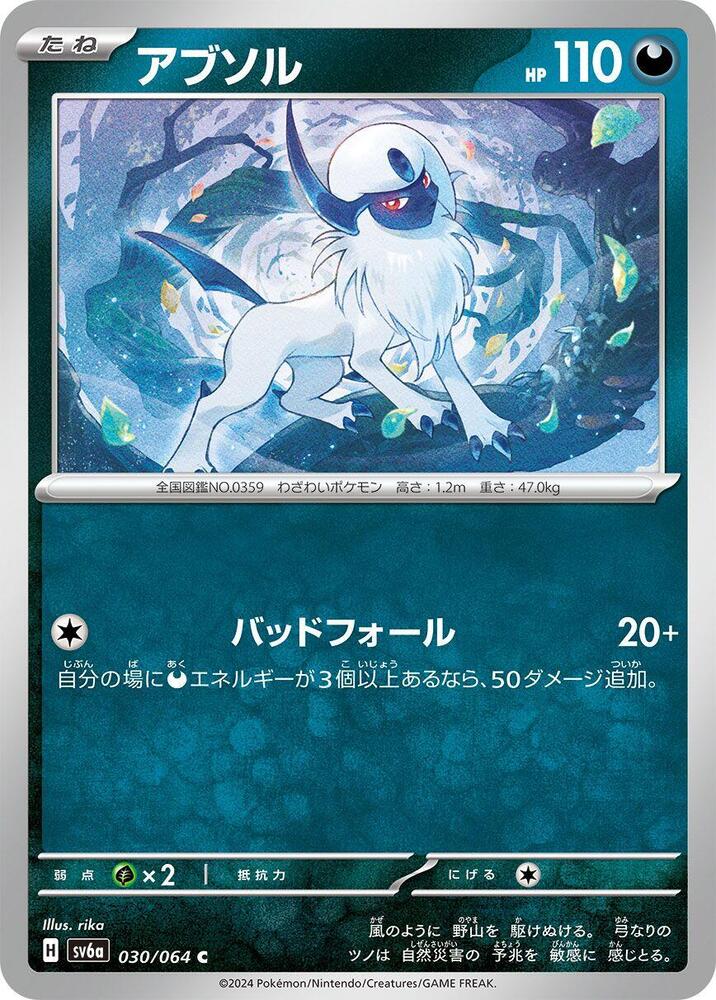 たね
アブソル
HP 110
全国図鑑NO.0359 わざわいポケモン 高さ：1.2m 重さ：47.0kg
バッドフォール 20+
自分の場にエネルギーが3個以上あるなら、50ダメージ追加。
弱点 ×2 抵抗力 にげる
Illus. rika
風のように 野山を 駆けぬける。 弓なりの
ツノは 自然災害の 予兆を 敏感に 感じとる。
H SV6a 030/064 C
©2024 Pokémon/Nintendo/Creatures/GAME FREAK.